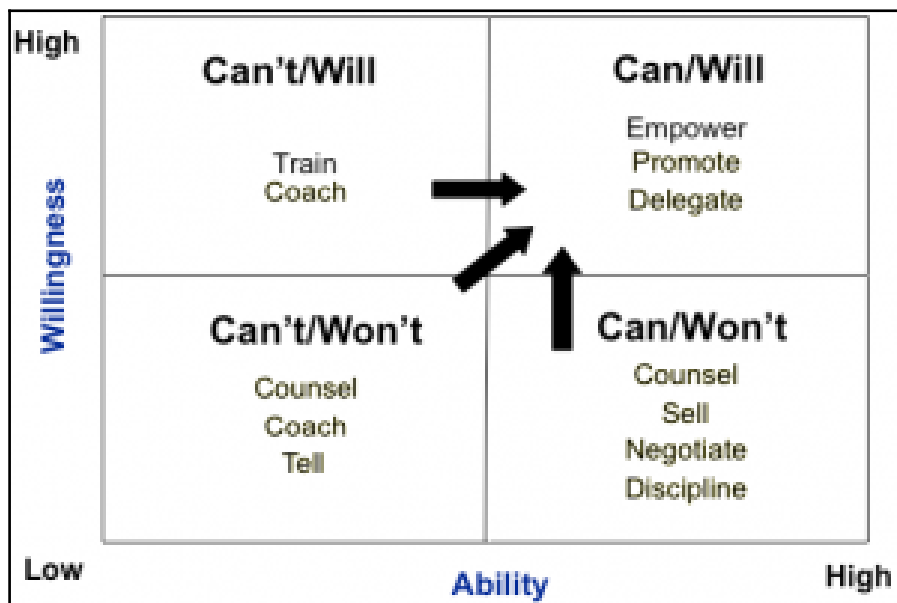 High
Can't/Will
Train
Coach
Can/Will
Empower
Promote
Delegate
Willingness
Can't/Won't
Counsel
Coach
Tell
Can/Won't
Counsel
Sell
Negotiate
Discipline
Low
Ability
High